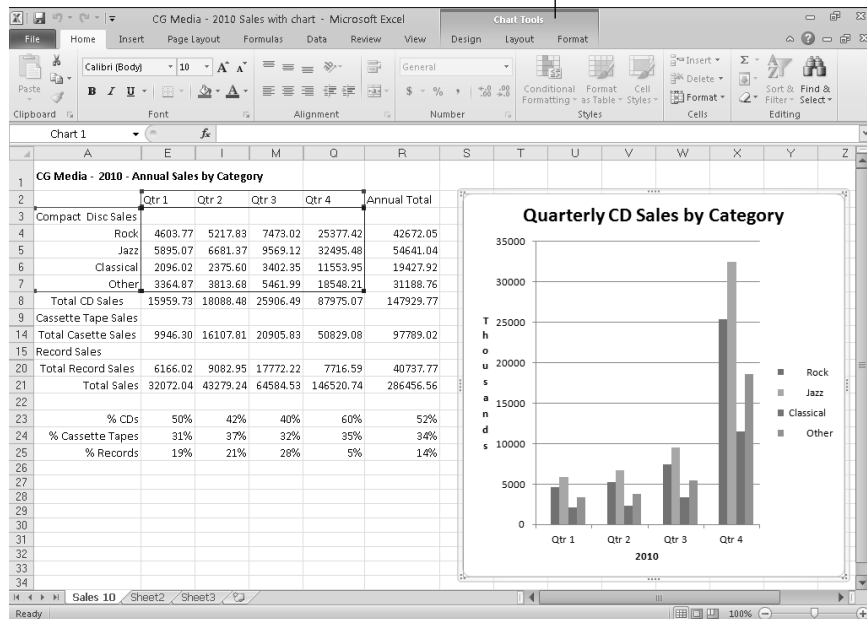 CG Media - 2010 Sales with chart - Microsoft Excel
Chart Tools
File Home Insert Page Layout Formulas Data Review View Design Layout Format
Paste
Calibri (Body) 10 A A
B I U A
General
$ % ,
Conditional Formatting
Format as Table
Cell Styles
Insert
Delete
Format
Σ
Sort & Filter
Find & Select
Clipboard Font Alignment Number Styles Cells Editing
Chart 1 fx
A E I M Q R S T U V W X Y Z
1 CG Media - 2010 - Annual Sales by Category
2 Qtr 1 Qtr 2 Qtr 3 Qtr 4 Annual Total
3 Compact Disc Sales
4 Rock 4603.77 5217.83 7473.02 25377.42 42672.05
5 Jazz 5895.07 6681.37 9569.12 32495.48 54641.04
6 Classical 2096.02 2375.60 3402.35 11553.95 19427.92
7 Other 3364.87 3813.68 5461.99 18548.21 31188.76
8 Total CD Sales 15959.73 18088.48 25906.49 87975.07 147929.77
9 Cassette Tape Sales
14 Total Casette Sales 9946.30 16107.81 20905.83 50829.08 97789.02
15 Record Sales
20 Total Record Sales 6166.02 9082.95 17772.22 7716.59 40737.77
21 Total Sales 32072.04 43279.24 64584.53 146520.74 286456.56
22
23 % CDs 50% 42% 40% 60% 52%
24 % Cassette Tapes 31% 37% 32% 35% 34%
25 % Records 19% 21% 28% 5% 14%
26
27
28
29
30
31
32
33
34
Quarterly CD Sales by Category
35000
30000
25000
20000
15000
10000
5000
0
Thousands
Qtr 1 Qtr 2 Qtr 3 Qtr 4
2010
Rock
Jazz
Classical
Other
Sales 10 Sheet2 Sheet3
Ready 100%